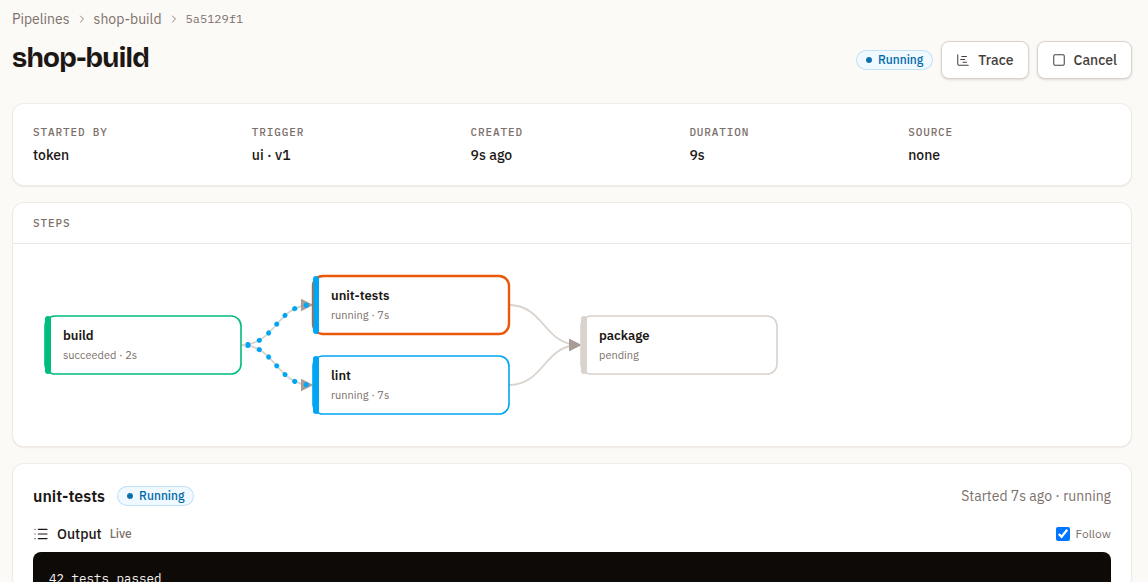 Pipelines > shop-build > 5a5129f1
shop-build
Running
Trace
Cancel
STARTED BY
token
TRIGGER
ui · v1
CREATED
9s ago
DURATION
9s
SOURCE
none
STEPS
build
succeeded · 2s
unit-tests
running · 7s
lint
running · 7s
package
pending
unit-tests
Running
Started 7s ago · running
Output Live
Follow
42 tests passed